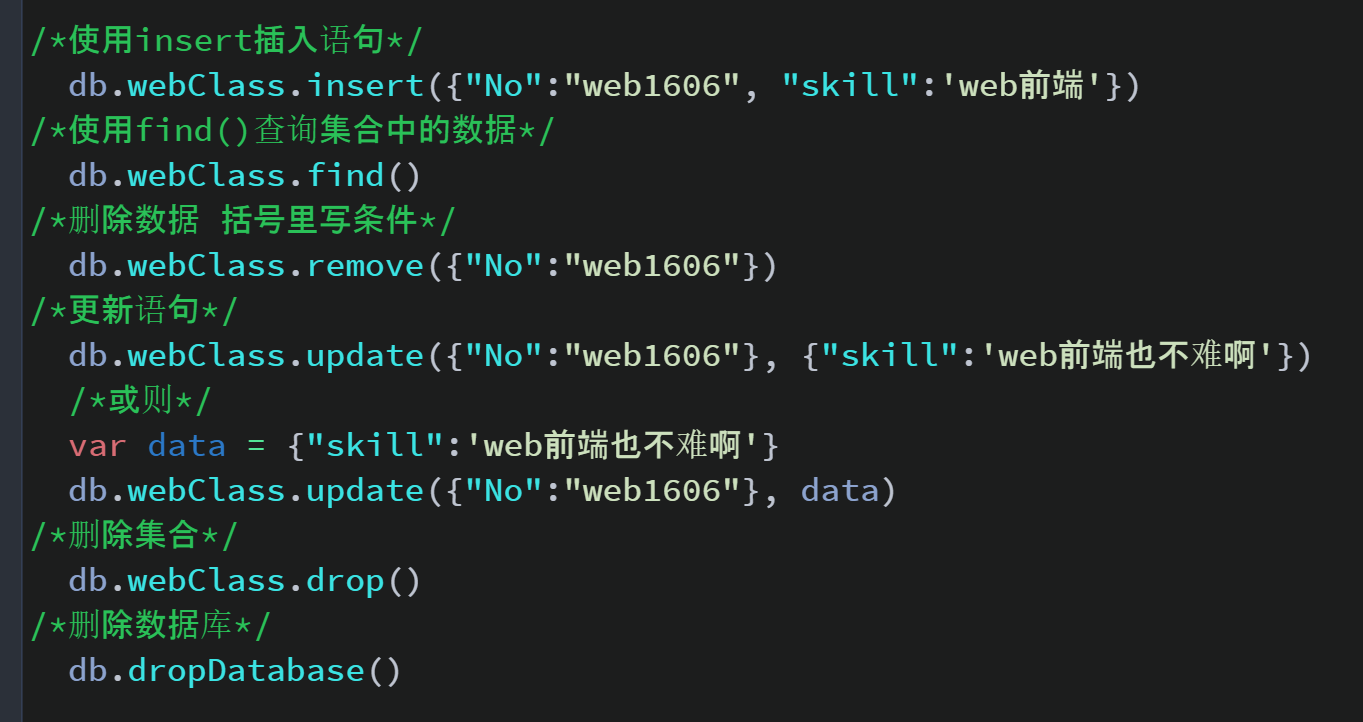 /*使用insert插入语句*/
db.webClass.insert({"No":"web1606", "skill":'web前端'})
/*使用find()查询集合中的数据*/
db.webClass.find()
/*删除数据 括号里写条件*/
db.webClass.remove({"No":"web1606"})
/*更新语句*/
db.webClass.update({"No":"web1606"}, {"skill":'web前端也不难啊'})
/*或则*/
var data = {"skill":'web前端也不难啊'}
db.webClass.update({"No":"web1606"}, data)
/*删除集合*/
db.webClass.drop()
/*删除数据库*/
db.dropDatabase()